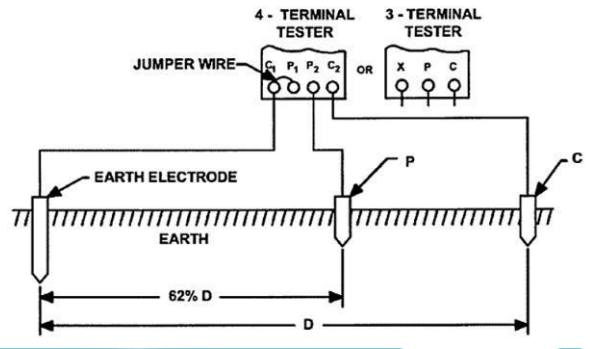 4 - TERMINAL TESTER
3 - TERMINAL TESTER
JUMPER WIRE
C₁ P₁ P₂ C₂
OR
X P C
EARTH ELECTRODE
P
C
EARTH
62% D
D